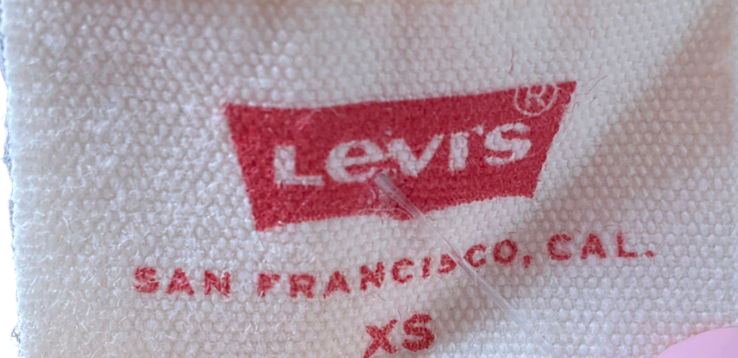 Levi's ®
SAN FRANCISCO, CAL.
XS